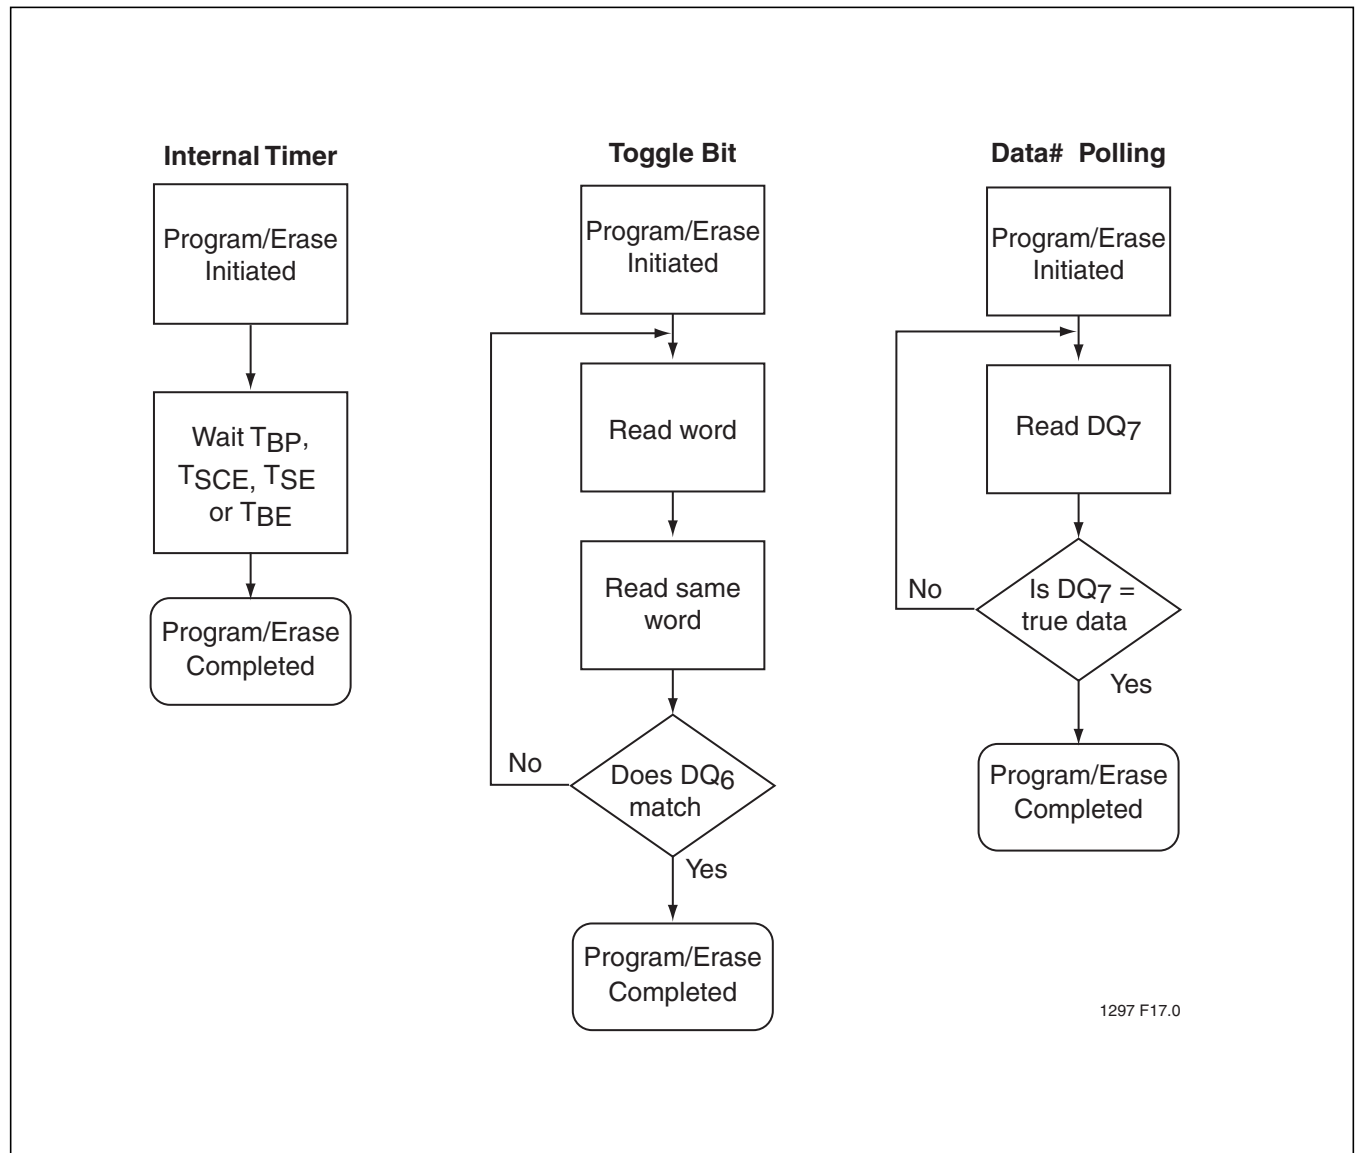 Internal Timer
Program/Erase
Initiated
Wait TBP,
TSCE, TSE
or TBE
Program/Erase
Completed
Toggle Bit
Program/Erase
Initiated
Read word
Read same
word
Does DQ6
match
No
Yes
Program/Erase
Completed
Data# Polling
Program/Erase
Initiated
Read DQ7
Is DQ7 =
true data
No
Yes
Program/Erase
Completed
1297 F17.0